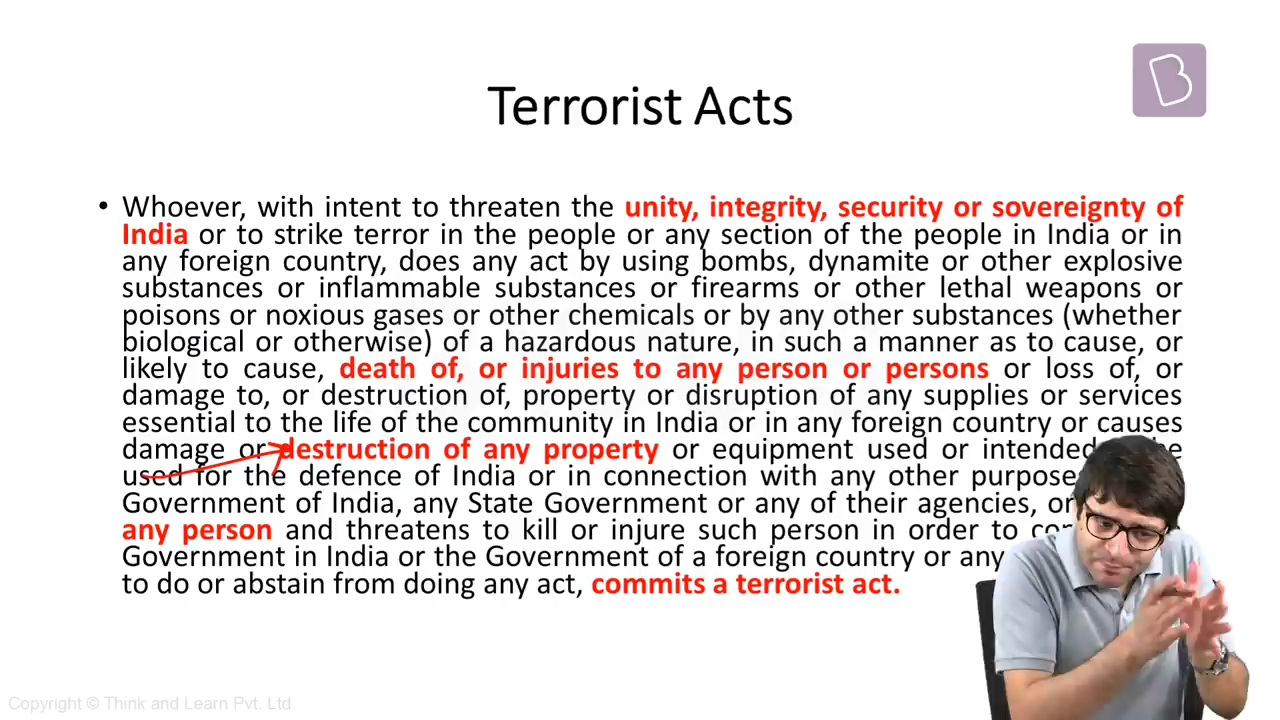 Terrorist Acts
• Whoever, with intent to threaten the unity, integrity, security or sovereignty of
India or to strike terror in the people or any section of the people in India or in
any foreign country, does any act by using bombs, dynamite or other explosive
substances or inflammable substances or firearms or other lethal weapons or
poisons or noxious gases or other chemicals or by any other substances (whether
biological or otherwise) of a hazardous nature, in such a manner as to cause, or
likely to cause, death of, or injuries to any person or persons or loss of, or
damage to, or destruction of, property or disruption of any supplies or services
essential to the life of the community in India or in any foreign country or causes
damage or destruction of any property or equipment used or intended
used for the defence of India or in connection with any other purpose
Government of India, any State Government or any of their agencies, or
any person and threatens to kill or injure such person in order to
Government in India or the Government of a foreign country or any
to do or abstain from doing any act, commits a terrorist act.
Copyright © Think and Learn Pvt. Ltd.